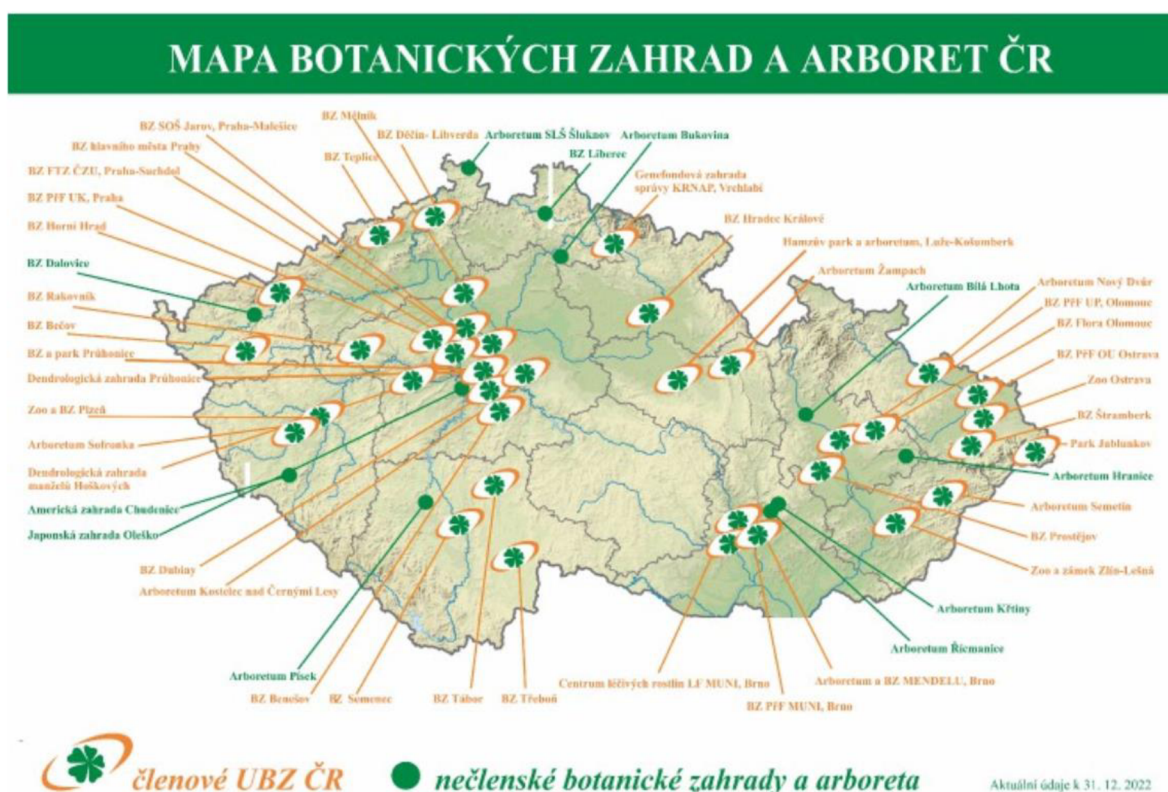 MAPA BOTANICKÝCH ZAHRAD A ARBORET ČR
BZ SOŠ Jarov, Praha-Malešice
BZ hlavního města Prahy
BZ FTZ ČZU, Praha-Suchdol
BZ PřF UK, Praha
BZ Horní Hrad
BZ Dalovice
BZ Rakovník
BZ Bečov
BZ a park Průhonice
Dendrologická zahrada Průhonice
Zoo a BZ Plzeň
Arboretum Sofronka
Dendrologická zahrada
manželů Hoškových
Americká zahrada Chudenice
Japonská zahrada Oleško
BZ Dubiny
Arboretum Kostelec nad Černými Lesy
Arboretum Písek
BZ Benešov
BZ Semenec
BZ Tábor
BZ Třeboň
BZ Mělník
BZ Teplice
BZ Děčín- Libverda
Arboretum SLŠ Šluknov
BZ Liberec
Arboretum Bukovina
Genefondová zahrada
správy KRNAP, Vrchlabí
BZ Hradec Králové
Hamzův park a arboretum, Luže-Košumberk
Arboretum Žampach
Arboretum Bílá Lhota
Arboretum Nový Dvůr
BZ PřF UP, Olomouc
BZ Flora Olomouc
BZ PřF OU Ostrava
Zoo Ostrava
BZ Štramberk
Park Jablunkov
Arboretum Hranice
Arboretum Semetín
BZ Prostějov
Zoo a zámek Zlín-Lešná
Arboretum Křtiny
Arboretum Řícmanice
Centrum léčivých rostlin LF MUNI, Brno
Arboretum a BZ MENDELU, Brno
BZ PřF MUNI, Brno
členové UBZ ČR
nečlenské botanické zahrady a arboreta
Aktuální údaje k 31. 12. 2022